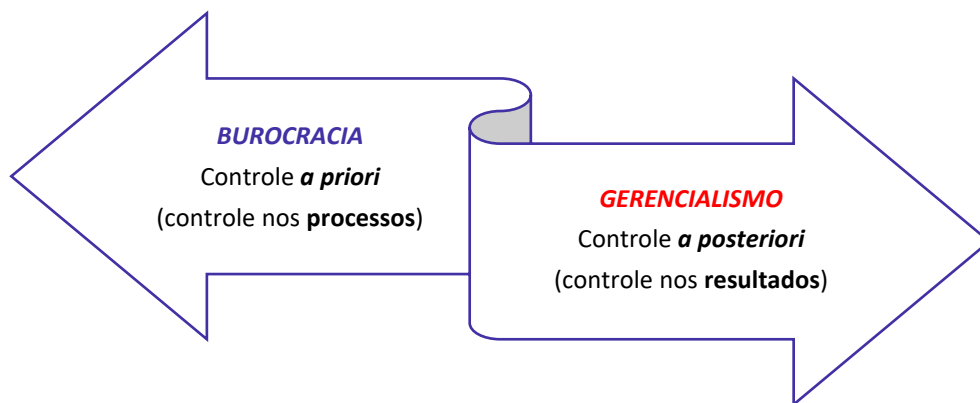 BUROCRACIA
Controle a priori
(controle nos processos)
GERENCIALISMO
Controle a posteriori
(controle nos resultados)